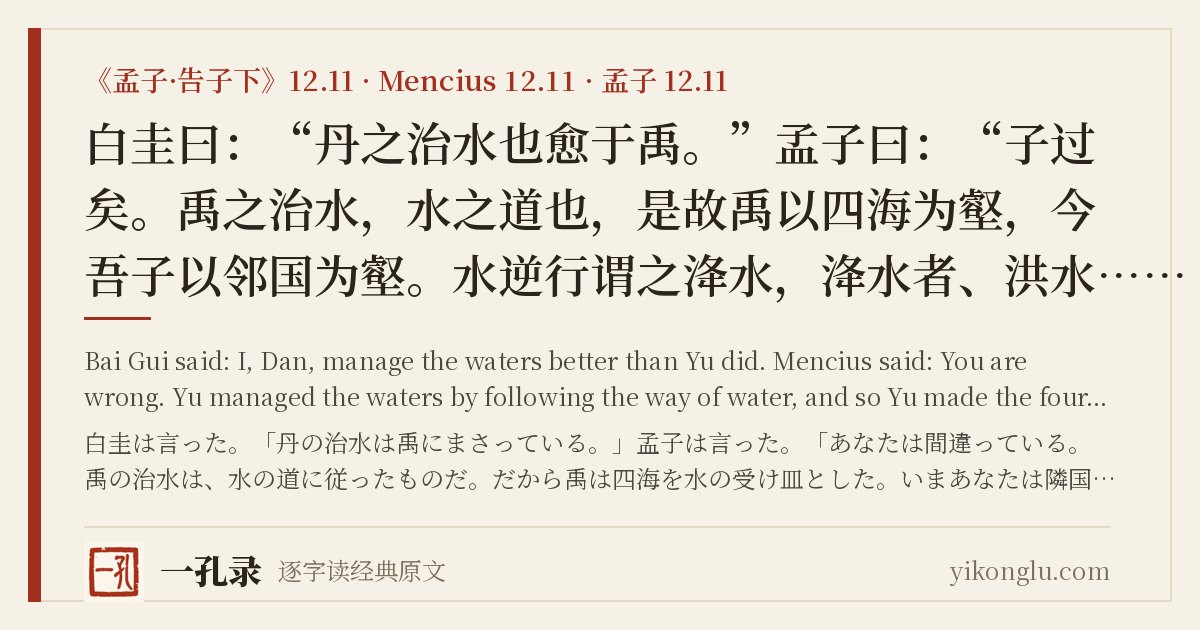 《孟子·告子下》12.11 · Mencius 12.11 · 孟子 12.11
白圭曰：“丹之治水也愈于禹。”孟子曰：“子过
矣。禹之治水，水之道也，是故禹以四海为壑，今
吾子以邻国为壑。水逆行谓之洚水，洚水者、洪水……
Bai Gui said: I, Dan, manage the waters better than Yu did. Mencius said: You are
wrong. Yu managed the waters by following the way of water, and so Yu made the four...
白圭は言った。「丹の治水は禹にまさっている。」孟子は言った。「あなたは間違っている。
禹の治水は、水の道に従ったものだ。だから禹は四海を水の受け皿とした。いまあなたは隣国…
一孔
一孔录 逐字读经典原文 yikonglu.com